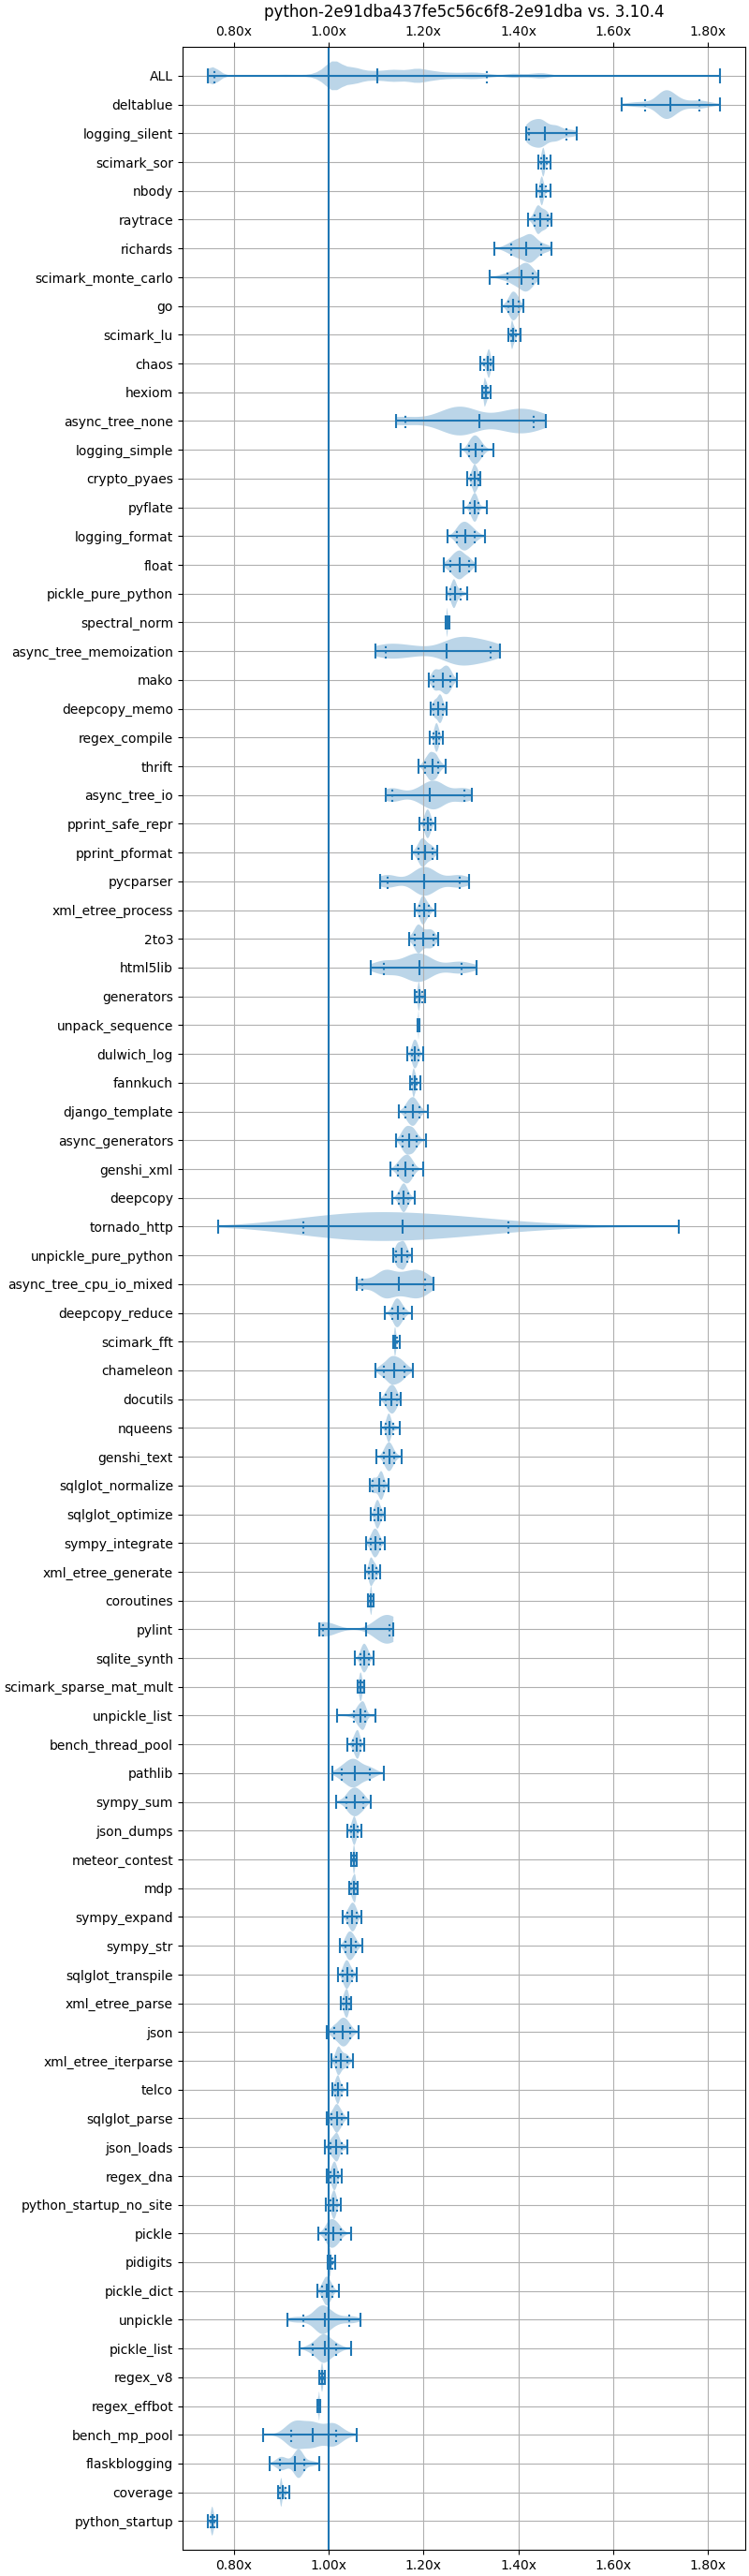 python-2e91dba437fe5c56c6f8-2e91dba vs. 3.10.4
0.80x 1.00x 1.20x 1.40x 1.60x 1.80x
ALL
deltablue
logging_silent
scimark_sor
nbody
raytrace
richards
scimark_monte_carlo
go
scimark_lu
chaos
hexiom
async_tree_none
logging_simple
crypto_pyaes
pyflate
logging_format
float
pickle_pure_python
spectral_norm
async_tree_memoization
mako
deepcopy_memo
regex_compile
thrift
async_tree_io
pprint_safe_repr
pprint_pformat
pycparser
xml_etree_process
2to3
html5lib
generators
unpack_sequence
dulwich_log
fannkuch
django_template
async_generators
genshi_xml
deepcopy
tornado_http
unpickle_pure_python
async_tree_cpu_io_mixed
deepcopy_reduce
scimark_fft
chameleon
docutils
nqueens
genshi_text
sqlglot_normalize
sqlglot_optimize
sympy_integrate
xml_etree_generate
coroutines
pylint
sqlite_synth
scimark_sparse_mat_mult
unpickle_list
bench_thread_pool
pathlib
sympy_sum
json_dumps
meteor_contest
mdp
sympy_expand
sympy_str
sqlglot_transpile
xml_etree_parse
json
xml_etree_iterparse
telco
sqlglot_parse
json_loads
regex_dna
python_startup_no_site
pickle
pidigits
pickle_dict
unpickle
pickle_list
regex_v8
regex_effbot
bench_mp_pool
flaskblogging
coverage
python_startup
0.80x 1.00x 1.20x 1.40x 1.60x 1.80x